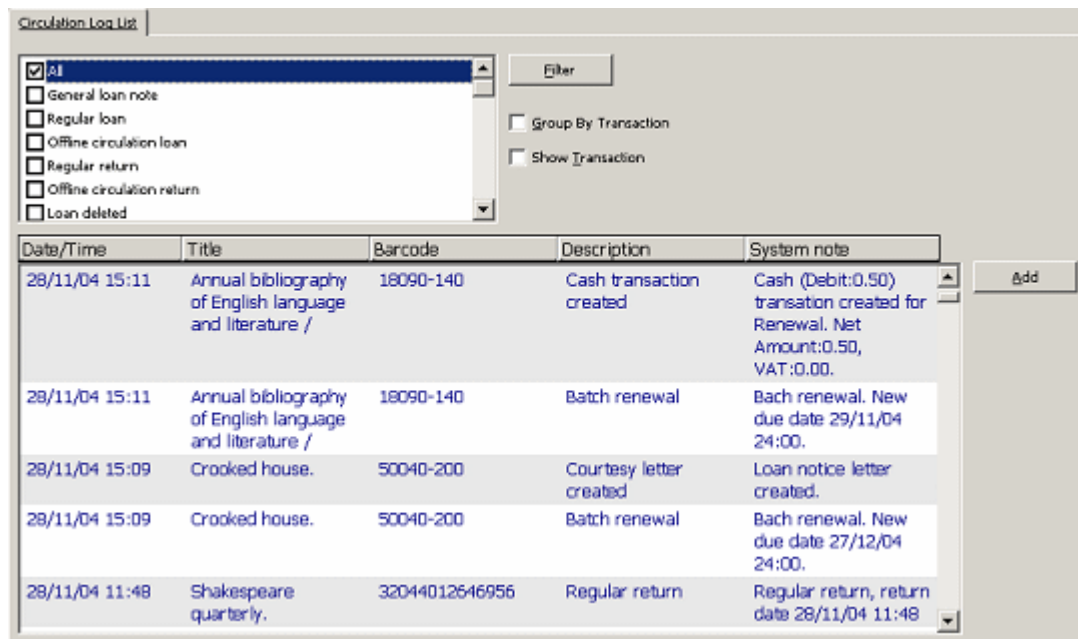 Circulation Log List
All
Filter
General loan note
Regular loan
Group By Transaction
Offline circulation loan
Show Transaction
Regular return
Offline circulation return
Loan deleted
Date/Time Title Barcode Description System note
Add
28/11/04 15:11 Annual bibliography 18090-140 Cash transaction Cash (Debit:0.50)
of English language created transation created for
and literature / Renewal. Net
Amount:0.50,
VAT:0.00.
28/11/04 15:11 Annual bibliography 18090-140 Batch renewal Bach renewal. New
of English language due date 29/11/04
and literature / 24:00.
28/11/04 15:09 Crooked house. 50040-200 Courtesy letter Loan notice letter
created created.
28/11/04 15:09 Crooked house. 50040-200 Batch renewal Bach renewal. New
due date 27/12/04
24:00.
28/11/04 11:48 Shakespeare 32044012646956 Regular return Regular return, return
quarterly. date 28/11/04 11:48